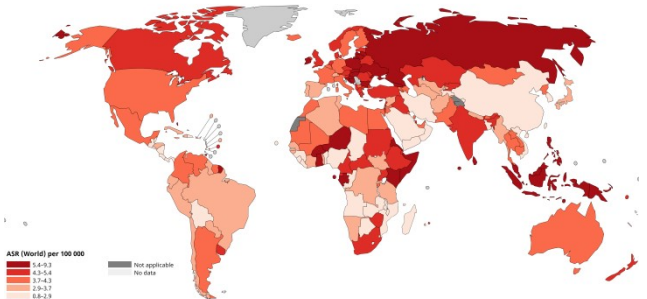 ASR (World) per 100 000
5.4–9.3
4.3–5.4
3.7–4.3
2.9–3.7
0.8–2.9
Not applicable
No data